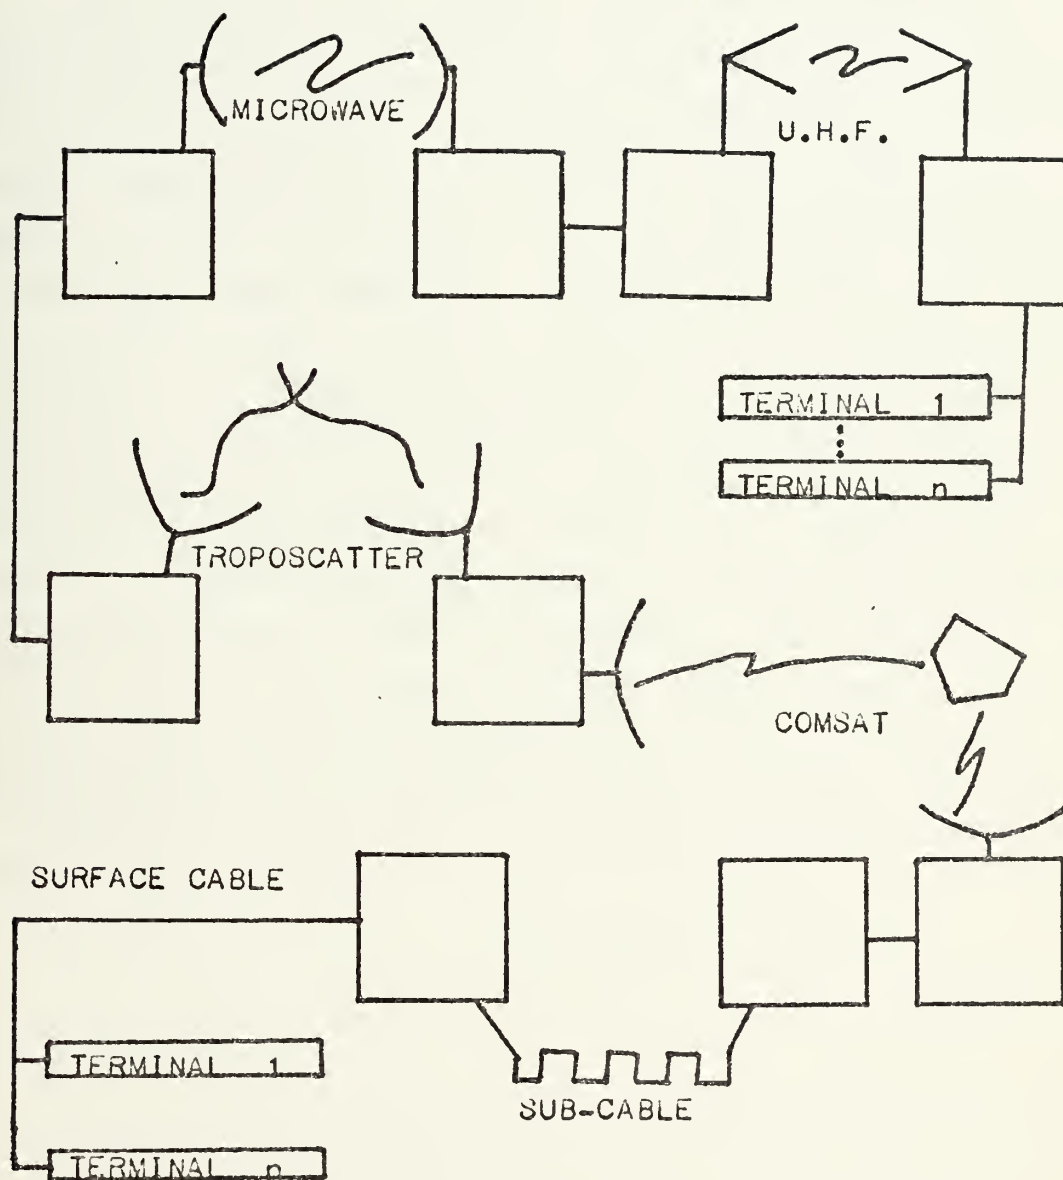 MICROWAVE
U.H.F.
TERMINAL 1
TERMINAL n
TROPOSCATTER
COMSAT
SURFACE CABLE
TERMINAL 1
TERMINAL n
SUB-CABLE